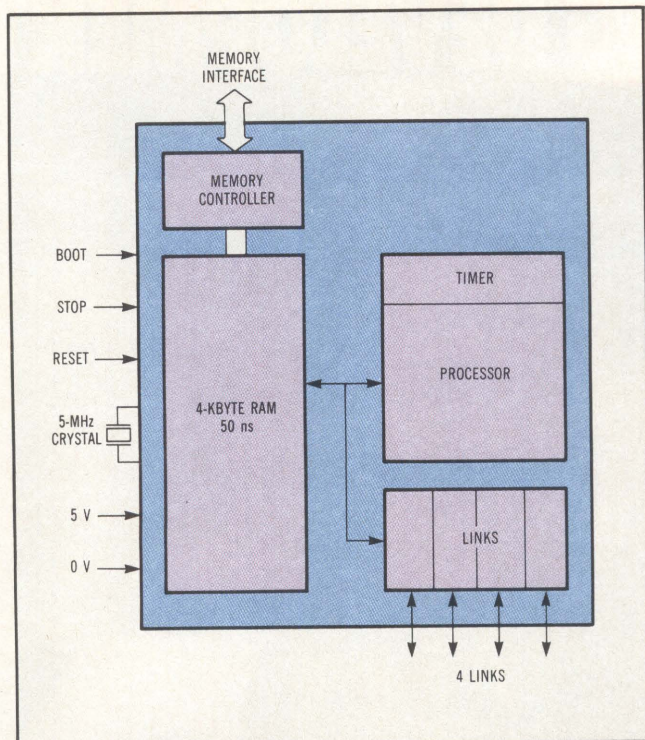 MEMORY
INTERFACE
MEMORY
CONTROLLER
BOOT
STOP
RESET
5-MHz
CRYSTAL
5 V
0 V
4-KBYTE RAM
50 ns
TIMER
PROCESSOR
LINKS
4 LINKS